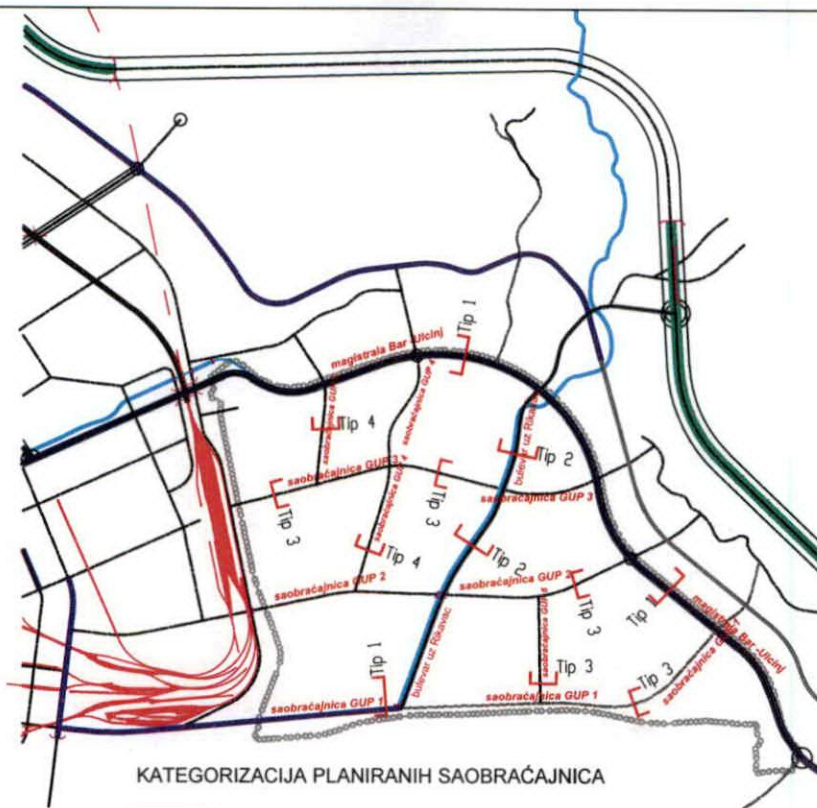 Tip 1
magistrala Bar -Ulcinj
saobraćajnica GUP 4
Tip 4
bulevar uz Rikavac
Tip 2
saobraćajnica GUP 3
saobraćajnica GUP 4
Tip 3
saobraćajnica GUP 3
Tip 3
Tip 4
Tip 2
saobraćajnica GUP 2
saobraćajnica GUP 2
Tip 3
Tip 1
magistrala Bar -Ulcinj
bulevar uz Rikavac
Tip 1
Tip 3
Tip 3
saobraćajnica GUP 1
saobraćajnica GUP 1
KATEGORIZACIJA PLANIRANIH SAOBRAĆAJNICA